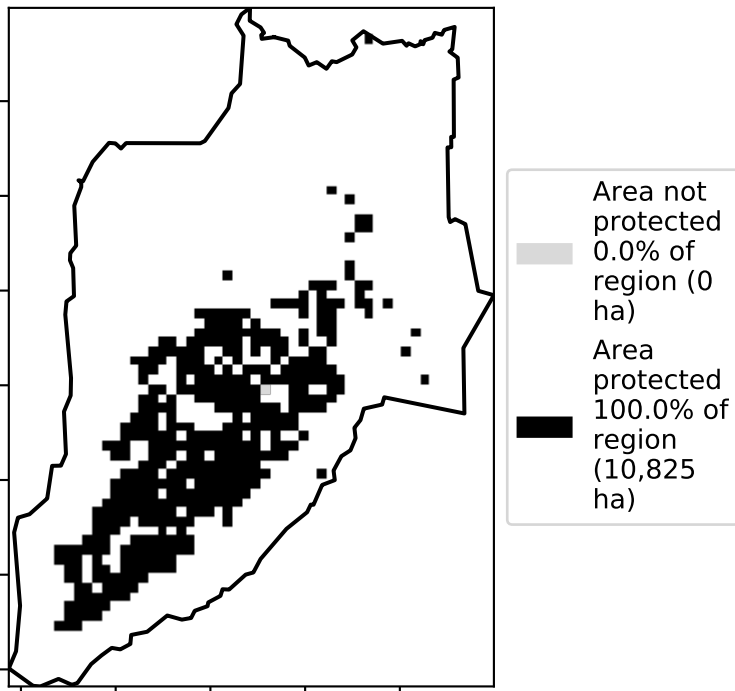 Area not
protected
0.0% of
region (0
ha)
Area
protected
100.0% of
region
(10,825
ha)